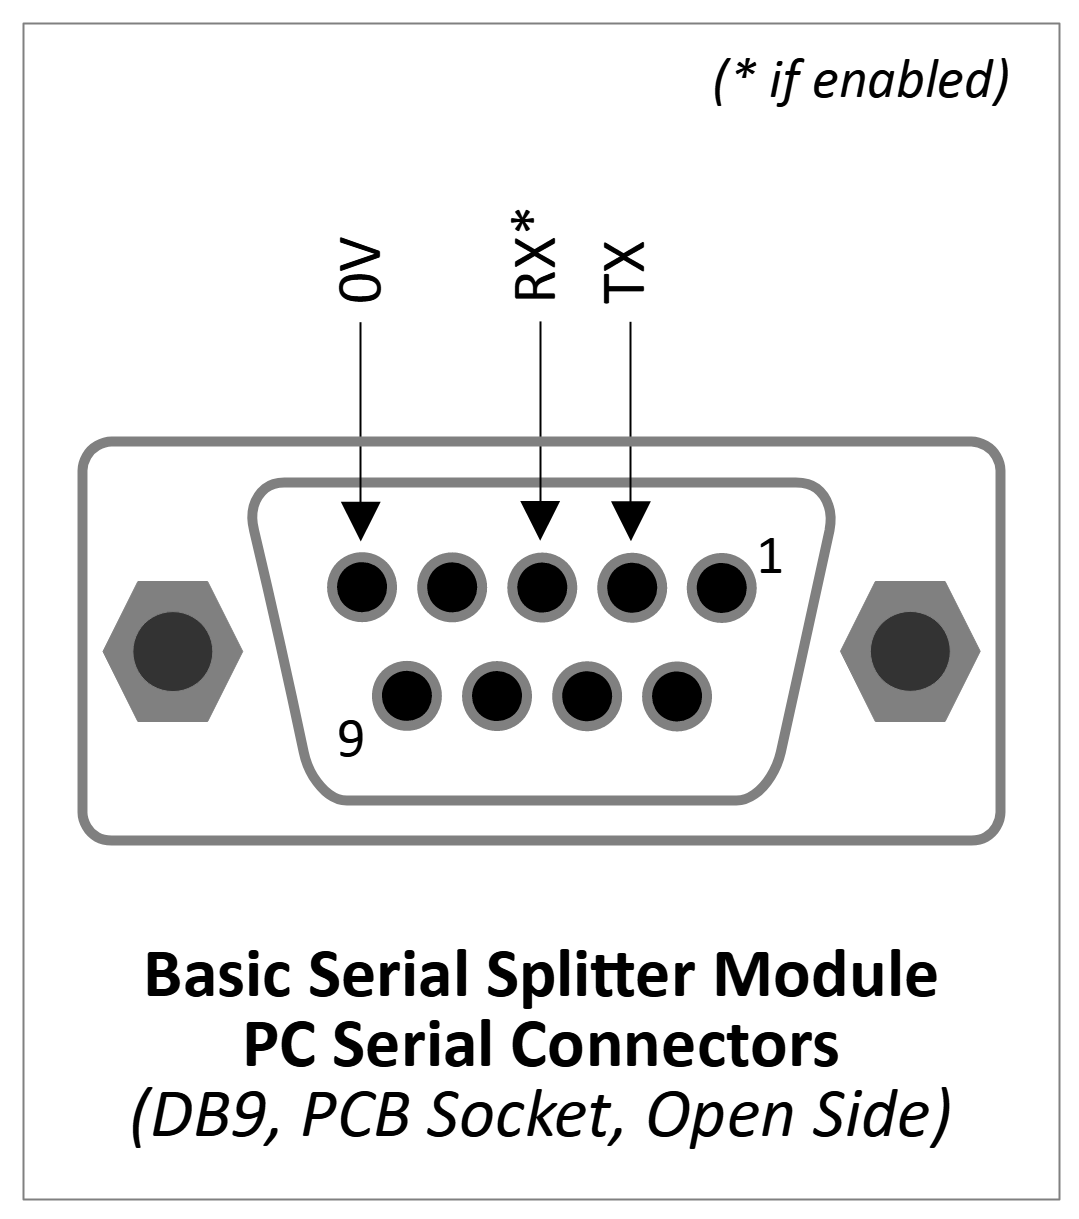 (* if enabled)
0V
RX*
TX
1
9
Basic Serial Splitter Module
PC Serial Connectors
(DB9, PCB Socket, Open Side)